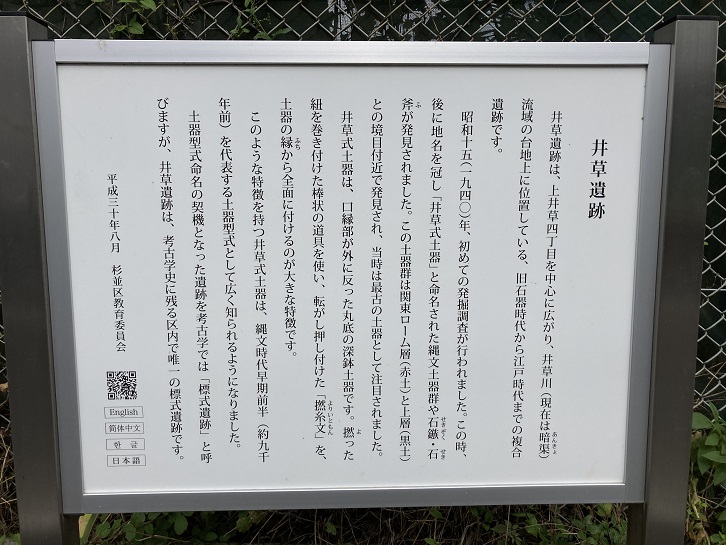 井草遺跡
井草遺跡は、上井草四丁目を中心に広がり、井草川（現在は暗渠）
あんきょ
流域の台地上に位置している、旧石器時代から江戸時代までの複合
遺跡です。
昭和十五（一九四〇）年、初めての発掘調査が行われました。この時、
後に地名を冠し「井草式土器」と命名された縄文土器群や石鏃・石
せきぞく
せき
斧が発見されました。この土器群は関東ローム層（赤土）と上層（黒土）
ふ
との境目付近で発見され、当時は最古の土器として注目されました。
井草式土器は、口縁部が外に反った丸底の深鉢土器です。撚った
よ
紐を巻き付けた棒状の道具を使い、転がし押し付けた「撚糸文」を、
よりいともん
土器の縁から全面に付けるのが大きな特徴です。
ふち
このような特徴を持つ井草式土器は、縄文時代早期前半（約九千
年前）を代表する土器型式として広く知られるようになりました。
土器型式命名の契機となった遺跡を考古学では「標式遺跡」と呼
びますが、井草遺跡は、考古学史に残る区内で唯一の標式遺跡です。
平成三十年八月　杉並区教育委員会
English
简体中文
한글
日本語